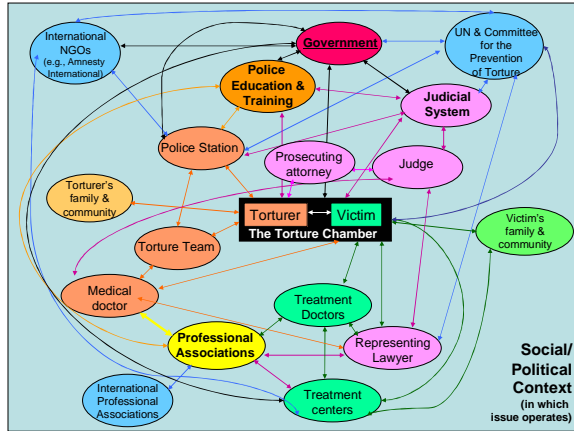 International
NGOs
(e.g., Amnesty
International)
Government
UN & Committee
for the
Prevention
of Torture
Police
Education &
Training
Judicial
System
Police Station
Prosecuting
attorney
Judge
Torturer's
family &
community
Torturer
Victim
The Torture Chamber
Victim's
family &
community
Torture Team
Medical
doctor
Treatment
Doctors
Professional
Associations
Representing
Lawyer
International
Professional
Associations
Treatment
centers
Social/
Political
Context
(in which
issue operates)